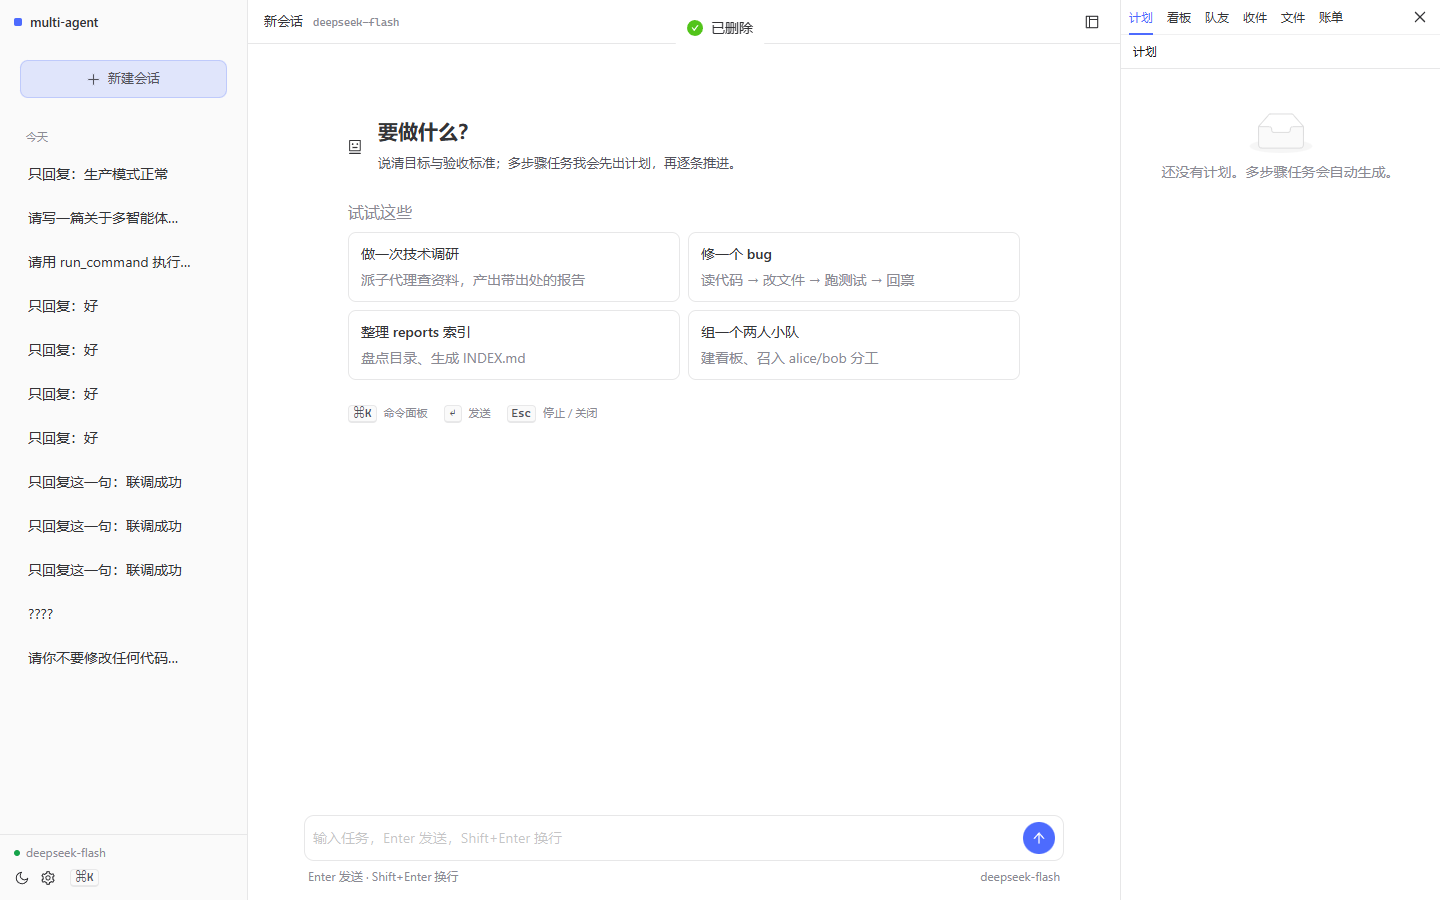 multi-agent
新建会话
今天
只回复：生产模式正常
请写一篇关于多智能体...
请用 run_command 执行...
只回复：好
只回复：好
只回复：好
只回复：好
只回复这一句：联调成功
只回复这一句：联调成功
只回复这一句：联调成功
????
请你不要修改任何代码...
deepseek-flash
⌘K
新会话 deepseek-flash
已删除
要做什么？
说清目标与验收标准；多步骤任务我会先出计划，再逐条推进。
试试这些
做一次技术调研
派子代理查资料，产出带出处的报告
修一个 bug
读代码 → 改文件 → 跑测试 → 回禀
整理 reports 索引
盘点目录、生成 INDEX.md
组一个两人小队
建看板、召入 alice/bob 分工
⌘K 命令面板 ↵ 发送 Esc 停止 / 关闭
输入任务，Enter 发送，Shift+Enter 换行
Enter 发送 · Shift+Enter 换行
deepseek-flash
计划 看板 队友 收件 文件 账单
计划
还没有计划。多步骤任务会自动生成。